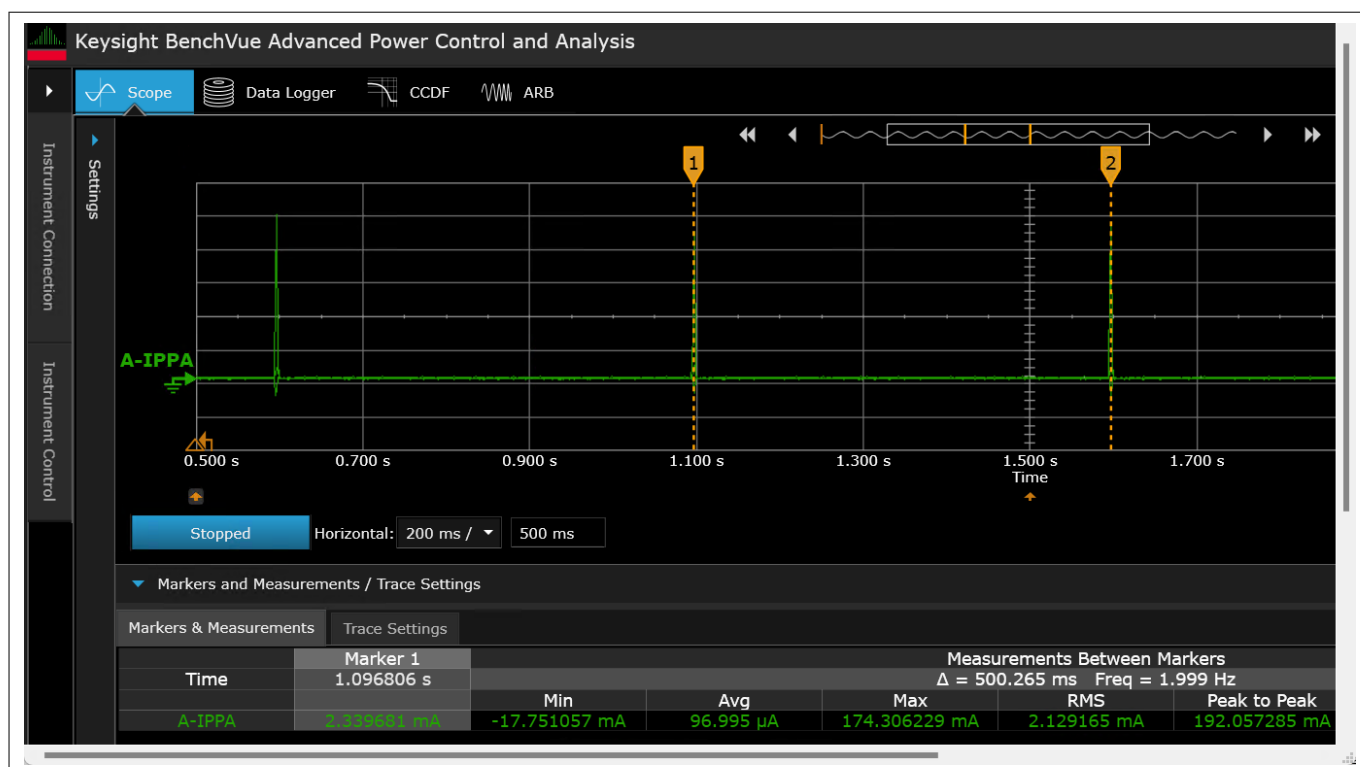 Keysight BenchVue Advanced Power Control and Analysis
Scope Data Logger CCDF ARB
Instrument Connection
Settings
Instrument Control
1 2
A-IPPA
0.500 s 0.700 s 0.900 s 1.100 s 1.300 s 1.500 s 1.700 s
Time
Stopped Horizontal: 200 ms / 500 ms
Markers and Measurements / Trace Settings
Markers & Measurements Trace Settings
Marker 1 Measurements Between Markers
Time 1.096806 s Δ = 500.265 ms Freq = 1.999 Hz
Min Avg Max RMS Peak to Peak
A-IPPA 2.339681 mA -17.751057 mA 96.995 μA 174.306229 mA 2.129165 mA 192.057285 mA